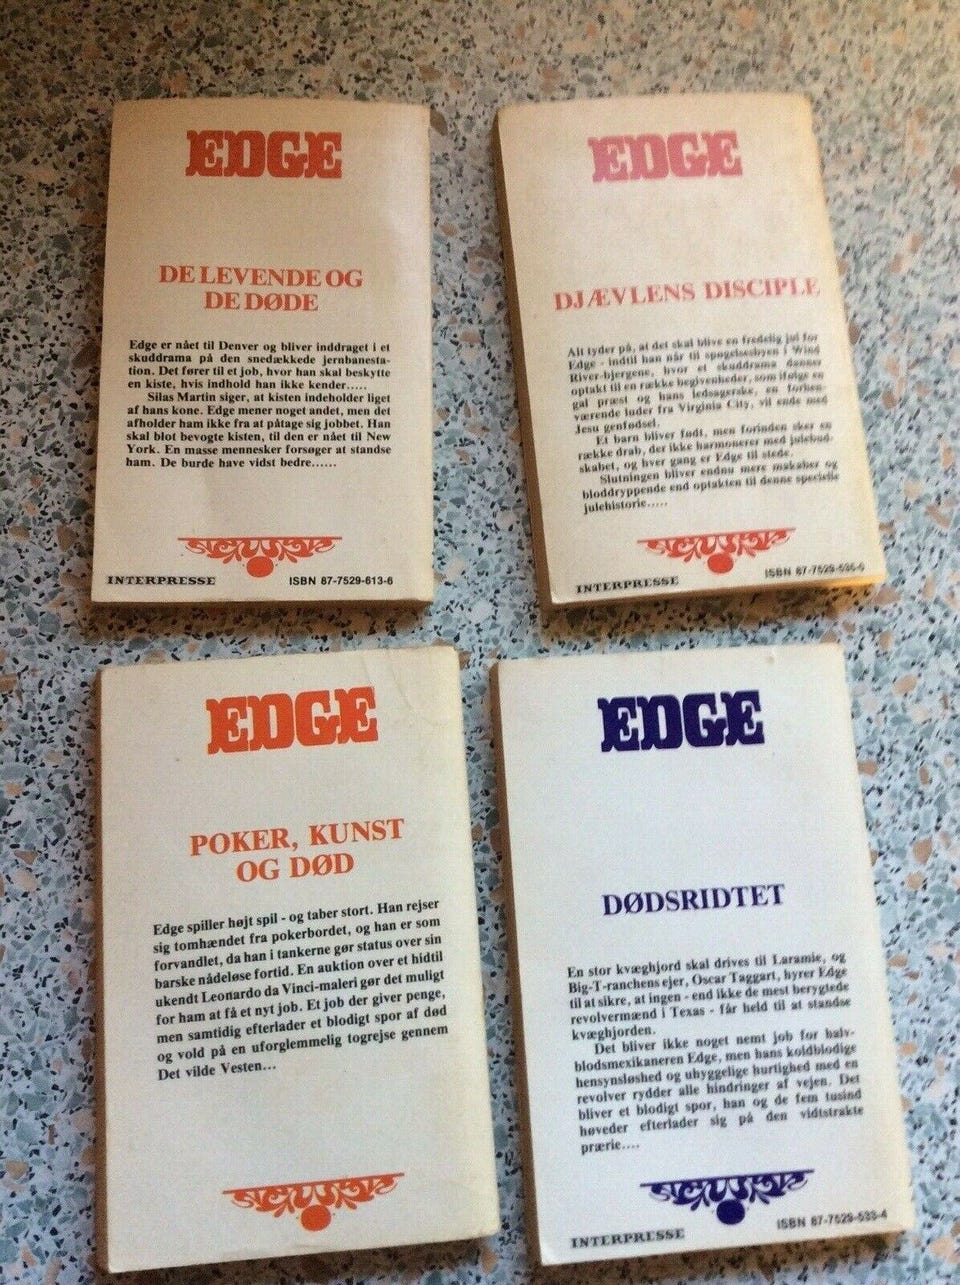 EDGE
DE LEVENDE OG
DE DØDE
Edge er nået til Denver og bliver inddraget i et
skuddrama på den snedækkede jernbanesta-
tion. Det fører til et job, hvor han skal beskytte
en kiste, hvis indhold han ikke kender.....
Silas Martin siger, at kisten indeholder liget
af hans kone. Edge mener noget andet, men det
afholder ham ikke fra at påtage sig jobbet. Han
skal blot bevogte kisten, til den er nået til New
York. En masse mennesker forsøger at standse
ham. De burde have vidst bedre......
INTERPRESSE
ISBN 87-7529-613-6
EDGE
DJÆVLENS DISCIPLE
Alt tyder på, at det skal blive en fredelig jul for
Edge - indtil han når til spøgelsesbyen i Wind
River-bjergene, hvor et skuddrama danner
optakt til en række begivenheder, som ifølge en
gal præst og hans ledsagerske, en forhen-
værende luder fra Virginia City, vil ende med
Jesu genfødsel.
Et barn bliver født, men forinden sker en
række drab, der ikke harmonerer med julebud-
skabet, og hver gang er Edge til stede.
Slutningen bliver endnu mere makaber og
bloddryppende end optakten til denne specielle
julehistorie.....
INTERPRESSE
ISBN
EDGE
POKER, KUNST
OG DØD
Edge spiller højt spil - og taber stort. Han rejser
sig tomhændet fra pokerbordet, og han er som
forvandlet, da han i tankerne gør status over sin
barske nådeløse fortid. En auktion over et hidtil
ukendt Leonardo da Vinci-maleri gør det muligt
for ham at få et nyt job. Et job der giver penge,
men samtidig efterlader et blodigt spor af død
og vold på en uforglemmelig togrejse gennem
Det vilde Vesten...
EDGE
DØDSRIDTET
En stor kvæghjord skal drives til Laramie, og
Big-T-ranchens ejer, Oscar Taggart, hyrer Edge
til at sikre, at ingen - end ikke de mest berygtede
revolvermænd i Texas - får held til at standse
kvæghjorden.
Det bliver ikke noget nemt job for halv-
blodsmexikaneren Edge, men hans koldblodige
hensynsløshed og uhyggelige hurtighed med en
revolver rydder alle hindringer af vejen. Det
bliver et blodigt spor, han og de fem tusind
høveder efterlader sig på den vidtstrakte
prærie....
INTERPRESSE
ISBN 87-7529-533-4